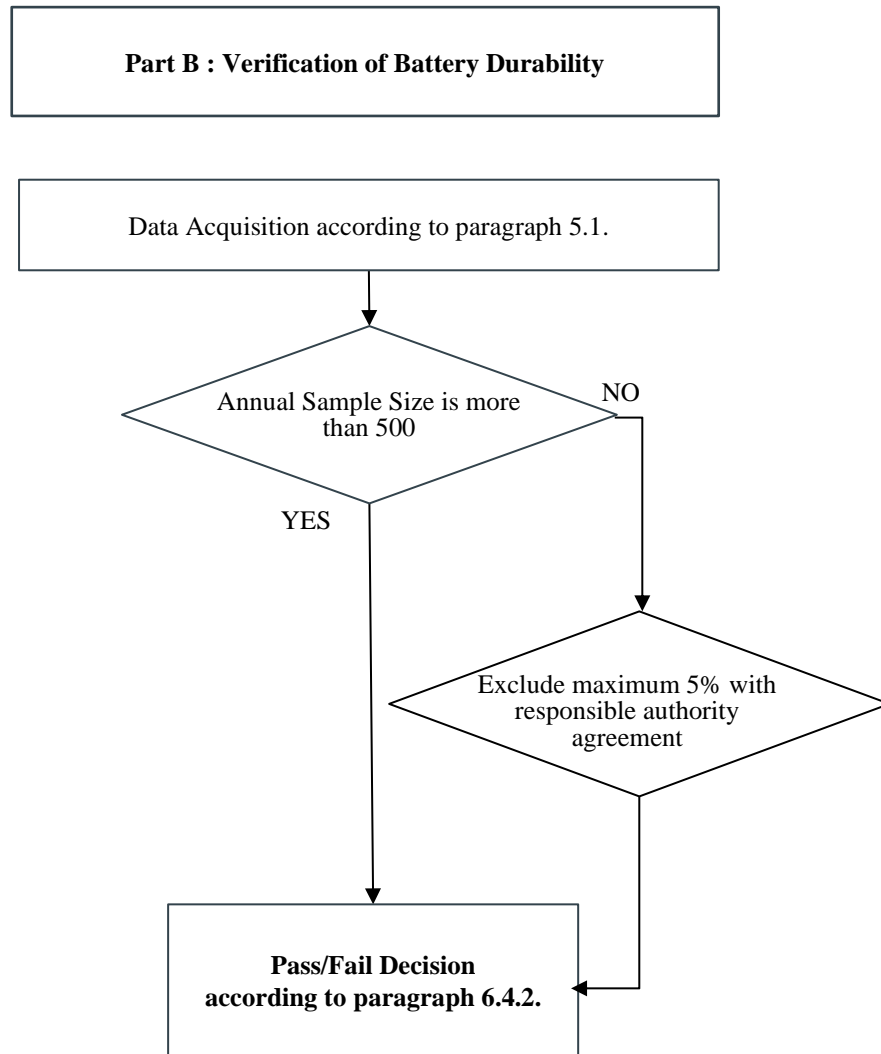 Part B : Verification of Battery Durability
Data Acquisition according to paragraph 5.1.
Annual Sample Size is more
than 500
NO
YES
Exclude maximum 5% with
responsible authority
agreement
Pass/Fail Decision
according to paragraph 6.4.2.